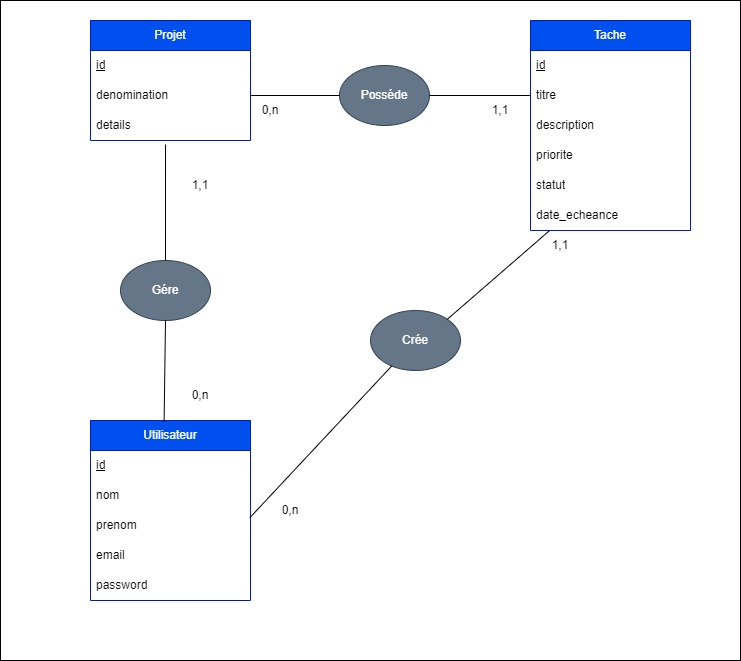 Projet
id
denomination
details
0,n
Posséde
1,1
Tache
id
titre
description
priorite
statut
date_echeance
1,1
Gére
0,n
1,1
Crée
0,n
Utilisateur
id
nom
prenom
email
password